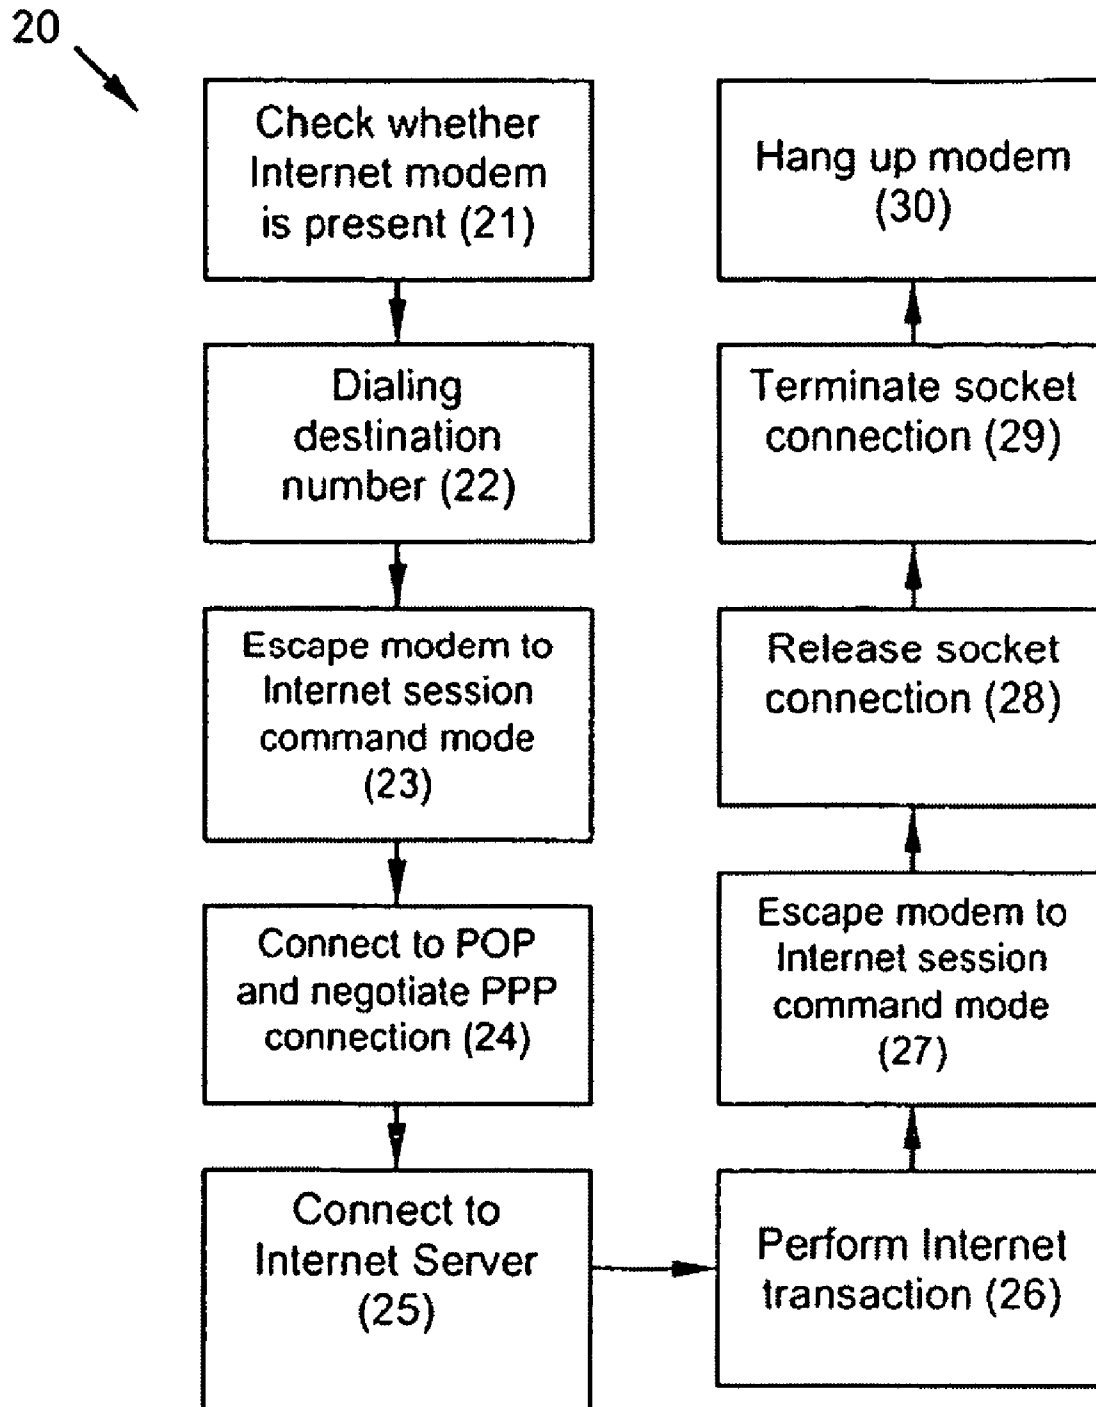 20
Check whether
Internet modem
is present (21)
Dialing
destination
number (22)
Escape modem to
Internet session
command mode
(23)
Connect to POP
and negotiate PPP
connection (24)
Connect to
Internet Server
(25)
Perform Internet
transaction (26)
Escape modem to
Internet session
command mode
(27)
Release socket
connection (28)
Terminate socket
connection (29)
Hang up modem
(30)